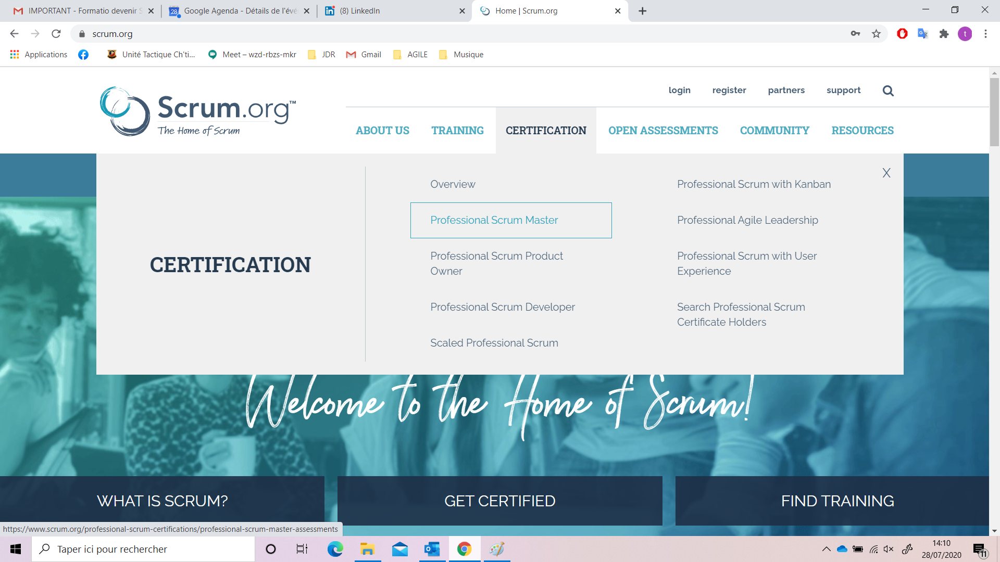 IMPORTANT - Formatio devenir S
28
Google Agenda - Détails de l'évé
(8) LinkedIn
Home | Scrum.org
scrum.org
t
Applications
Unité Tactique Ch'ti...
Meet – wzd-rbzs-mkr
JDR
Gmail
AGILE
Musique
login
register
partners
support
Scrum.org™
The Home of Scrum
ABOUT US
TRAINING
CERTIFICATION
OPEN ASSESSMENTS
COMMUNITY
RESOURCES
X
CERTIFICATION
Overview
Professional Scrum Master
Professional Scrum Product
Owner
Professional Scrum Developer
Scaled Professional Scrum
Professional Scrum with Kanban
Professional Agile Leadership
Professional Scrum with User
Experience
Search Professional Scrum
Certificate Holders
Welcome to the Home of Scrum!
WHAT IS SCRUM?
GET CERTIFIED
FIND TRAINING
https://www.scrum.org/professional-scrum-certifications/professional-scrum-master-assessments
Taper ici pour rechercher
14:10
28/07/2020
11